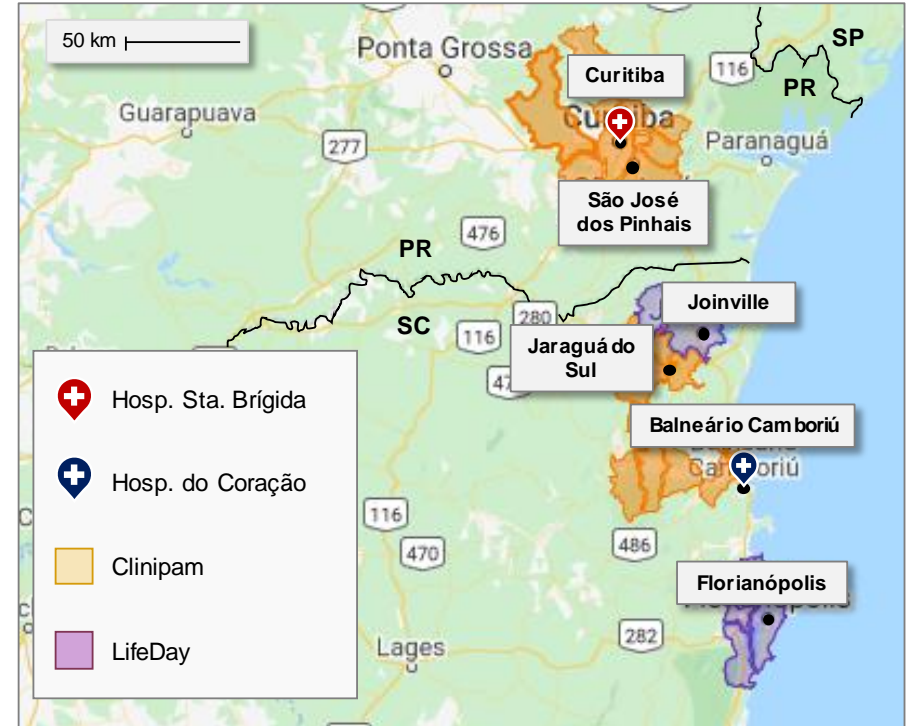 50 km
Ponta Grossa
SP
116
PR
Curitiba
Guarapuava
277
Paranaguá
São José
dos Pinhais
476
PR
SC
280
116
Joinville
Jaraguá do
Sul
Balneário Camboriú
Hosp. Sta. Brígida
Hosp. do Coração
116
470
486
Clinipam
Florianópolis
LifeDay
282
Lages